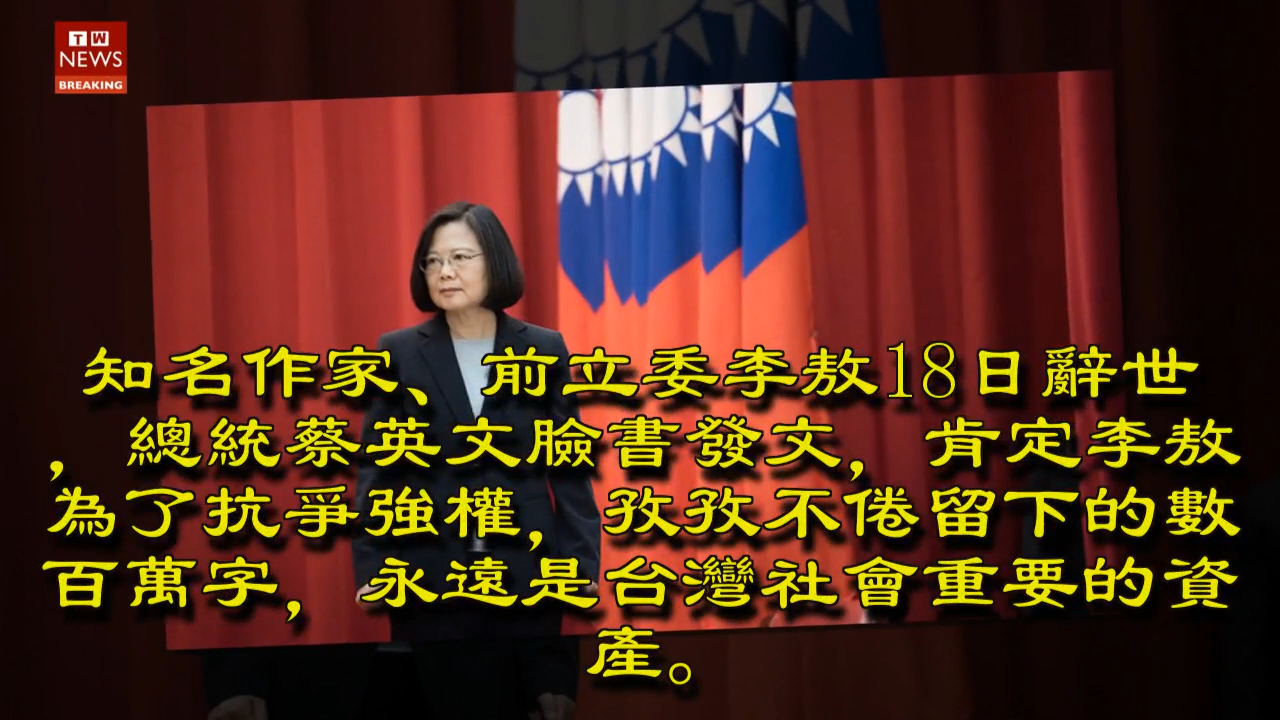 TW
NEWS
BREAKING
知名作家、前立委李敖18日辭世
，總統蔡英文臉書發文，肯定李敖
為了抗爭強權，孜孜不倦留下的數
百萬字，永遠是台灣社會重要的資
產。